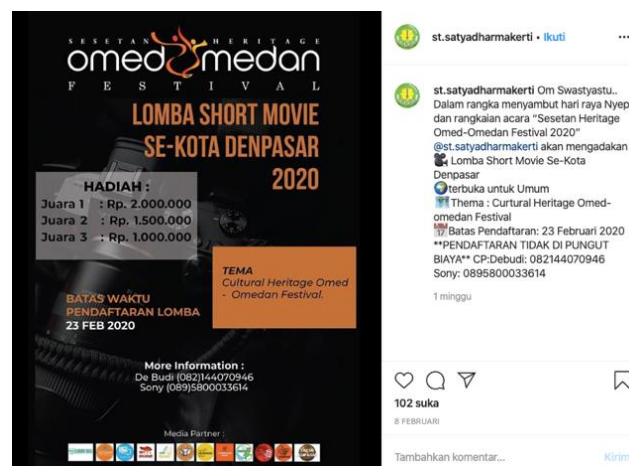 SESETAN HERITAGE
omed medan
FESTIVAL
LOMBA SHORT MOVIE
SE-KOTA DENPASAR
2020
HADIAH :
Juara 1 : Rp. 2.000.000
Juara 2 : Rp. 1.500.000
Juara 3 : Rp. 1.000.000
TEMA
Cultural Heritage Omed
- Omedan Festival.
BATAS WAKTU
PENDAFTARAN LOMBA
23 FEB 2020
More Information :
De Budi (082)144070946
Sony (089)5800033614
Media Partner :
st.satyadharmakerti • Ikuti
st.satyadharmakerti Om Swastyastu..
Dalam rangka menyambut hari raya Nyep
dan rangkaian acara "Sesetan Heritage
Omed-Omedan Festival 2020"
@st.satyadharmakerti akan mengadakan
Lomba Short Movie Se-Kota
Denpasar
terbuka untuk Umum
Thema : Curtural Heritage Omed-
omedan Festival
Batas Pendaftaran: 23 Februari 2020
**PENDAFTARAN TIDAK DI PUNGUT
BIAYA** CP:Debudi: 082144070946
Sony: 0895800033614
1 minggu
102 suka
8 FEBRUARI
Tambahkan komentar...
Kirim